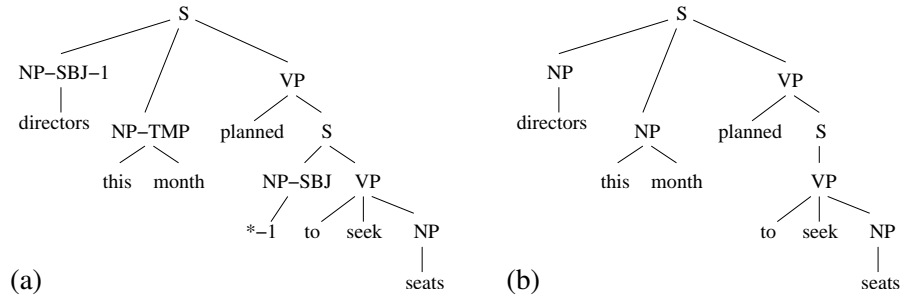 S S
NP–SBJ–1 VP NP VP
directors NP–TMP planned S directors NP planned S
this month NP–SBJ VP this month VP
*–1 to seek NP to seek NP
(a) seats (b) seats